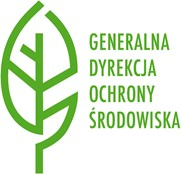 GENERALNA
DYREKCJA
OCHRONY
ŚRODOWISKA